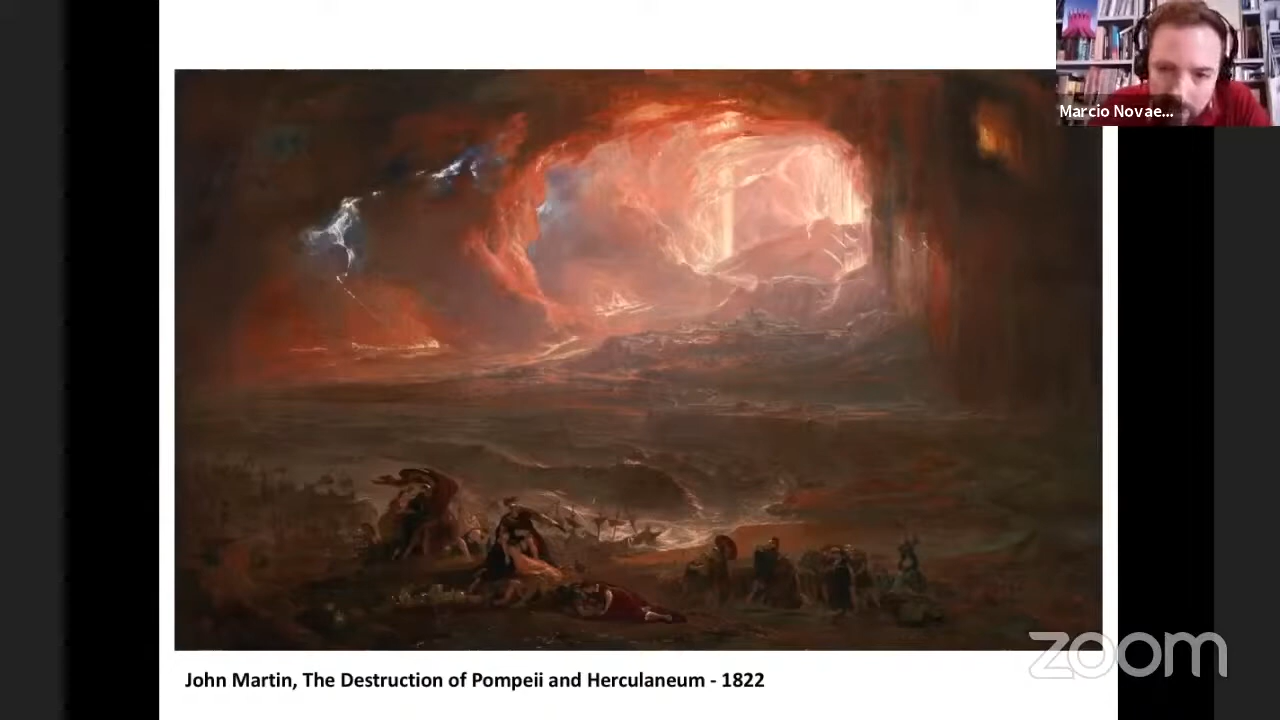 Marcio Novae...
zoom
John Martin, The Destruction of Pompeii and Herculaneum - 1822